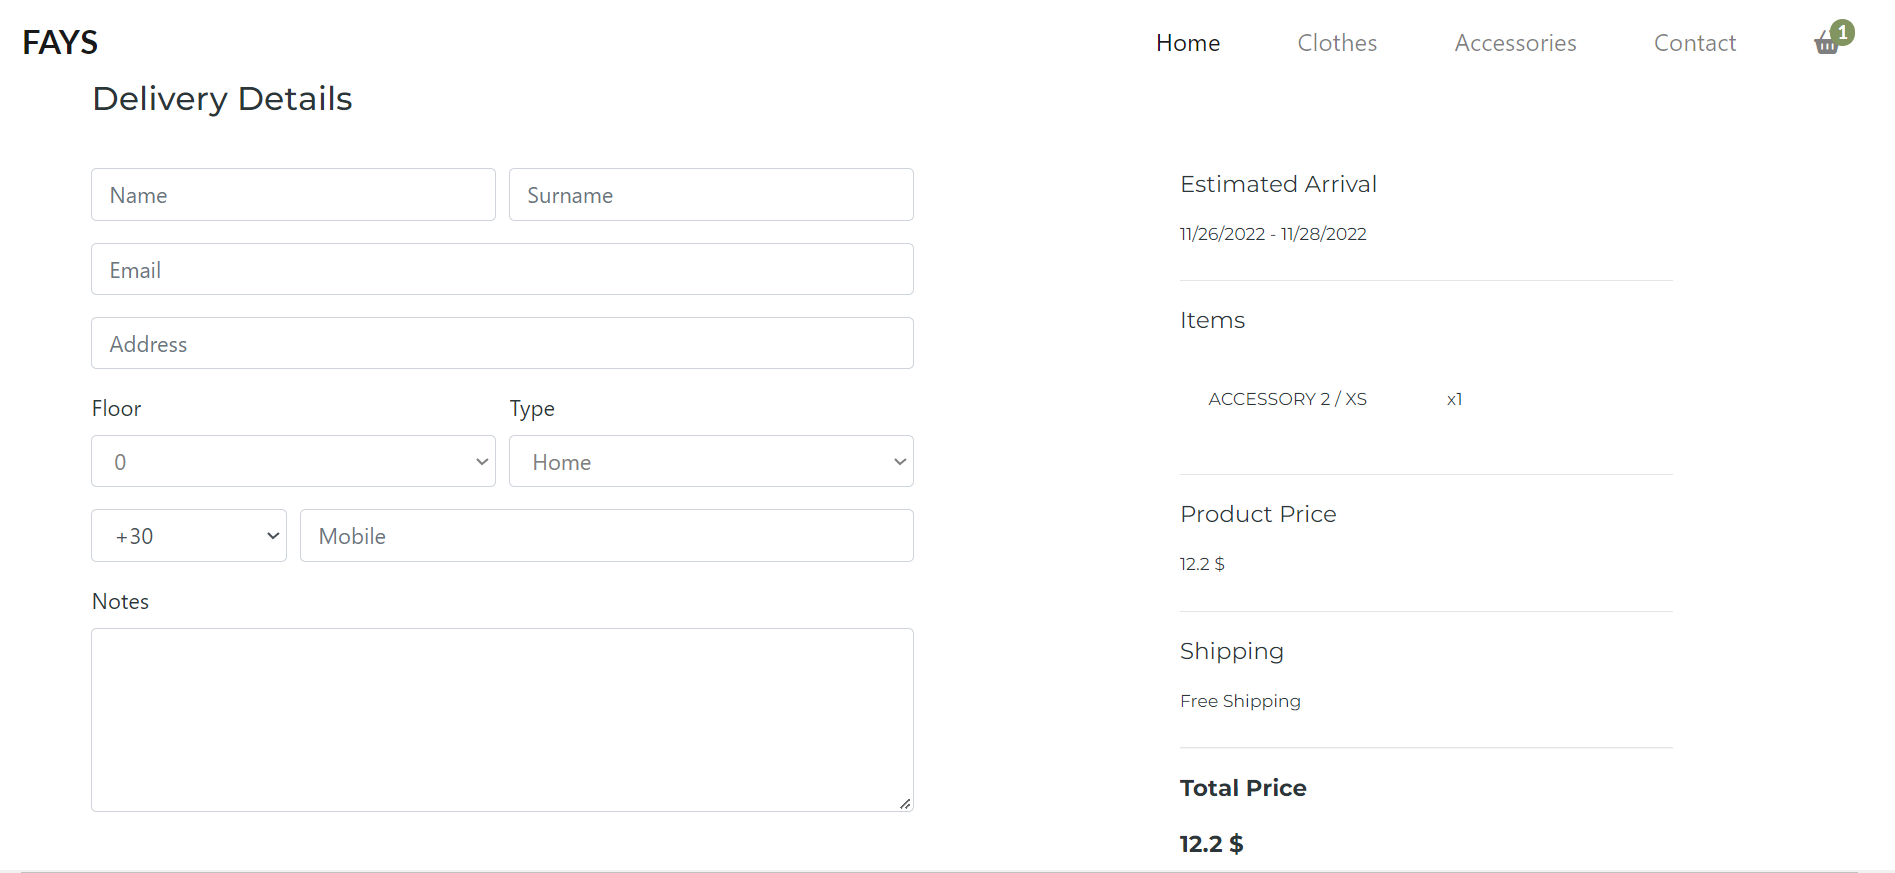 FAYS
Home Clothes Accessories Contact 1
Delivery Details
Name Surname
Email
Address
Floor Type
0 Home
+30 Mobile
Notes
Estimated Arrival
11/26/2022 - 11/28/2022
Items
ACCESSORY 2 / XS x1
Product Price
12.2 $
Shipping
Free Shipping
Total Price
12.2 $